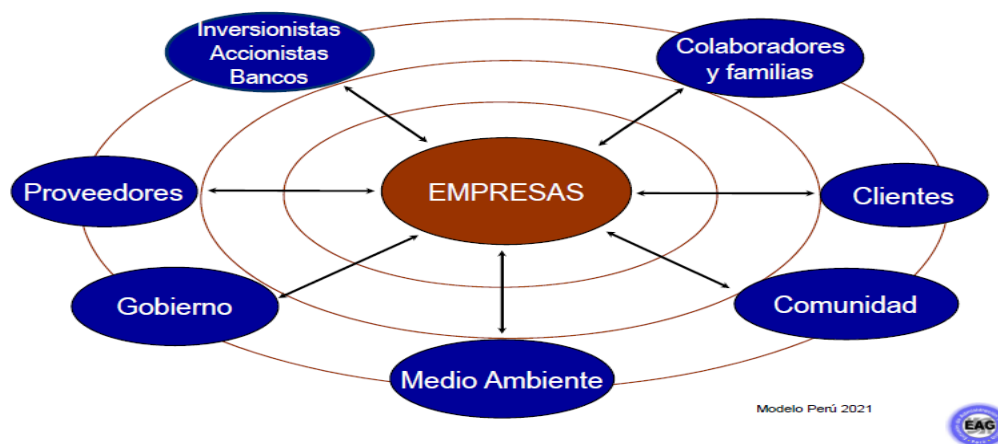 Inversionistas
Accionistas
Bancos
Colaboradores
y familias
Proveedores
EMPRESAS
Clientes
Gobierno
Comunidad
Medio Ambiente
Modelo Perú 2021
EAG